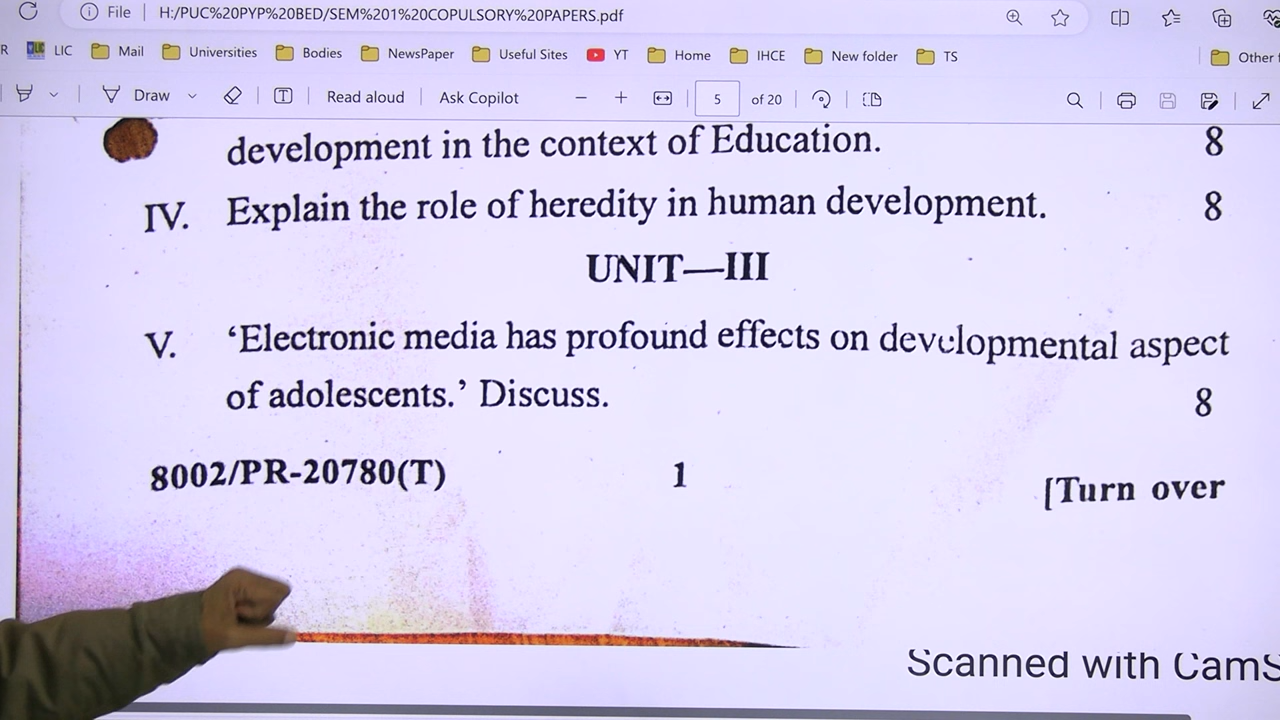 File | H:/PUC%20PYP%20BED/SEM%201%20COPULSORY%20PAPERS.pdf
R LIC Mail Universities Bodies NewsPaper Useful Sites YT Home IHCE New folder TS Other f
Draw Read aloud Ask Copilot 5 of 20
development in the context of Education. 8
IV. Explain the role of heredity in human development. 8
UNIT—III
V. ‘Electronic media has profound effects on developmental aspect
of adolescents.’ Discuss. 8
8002/PR-20780(T) 1 [Turn over
Scanned with CamS